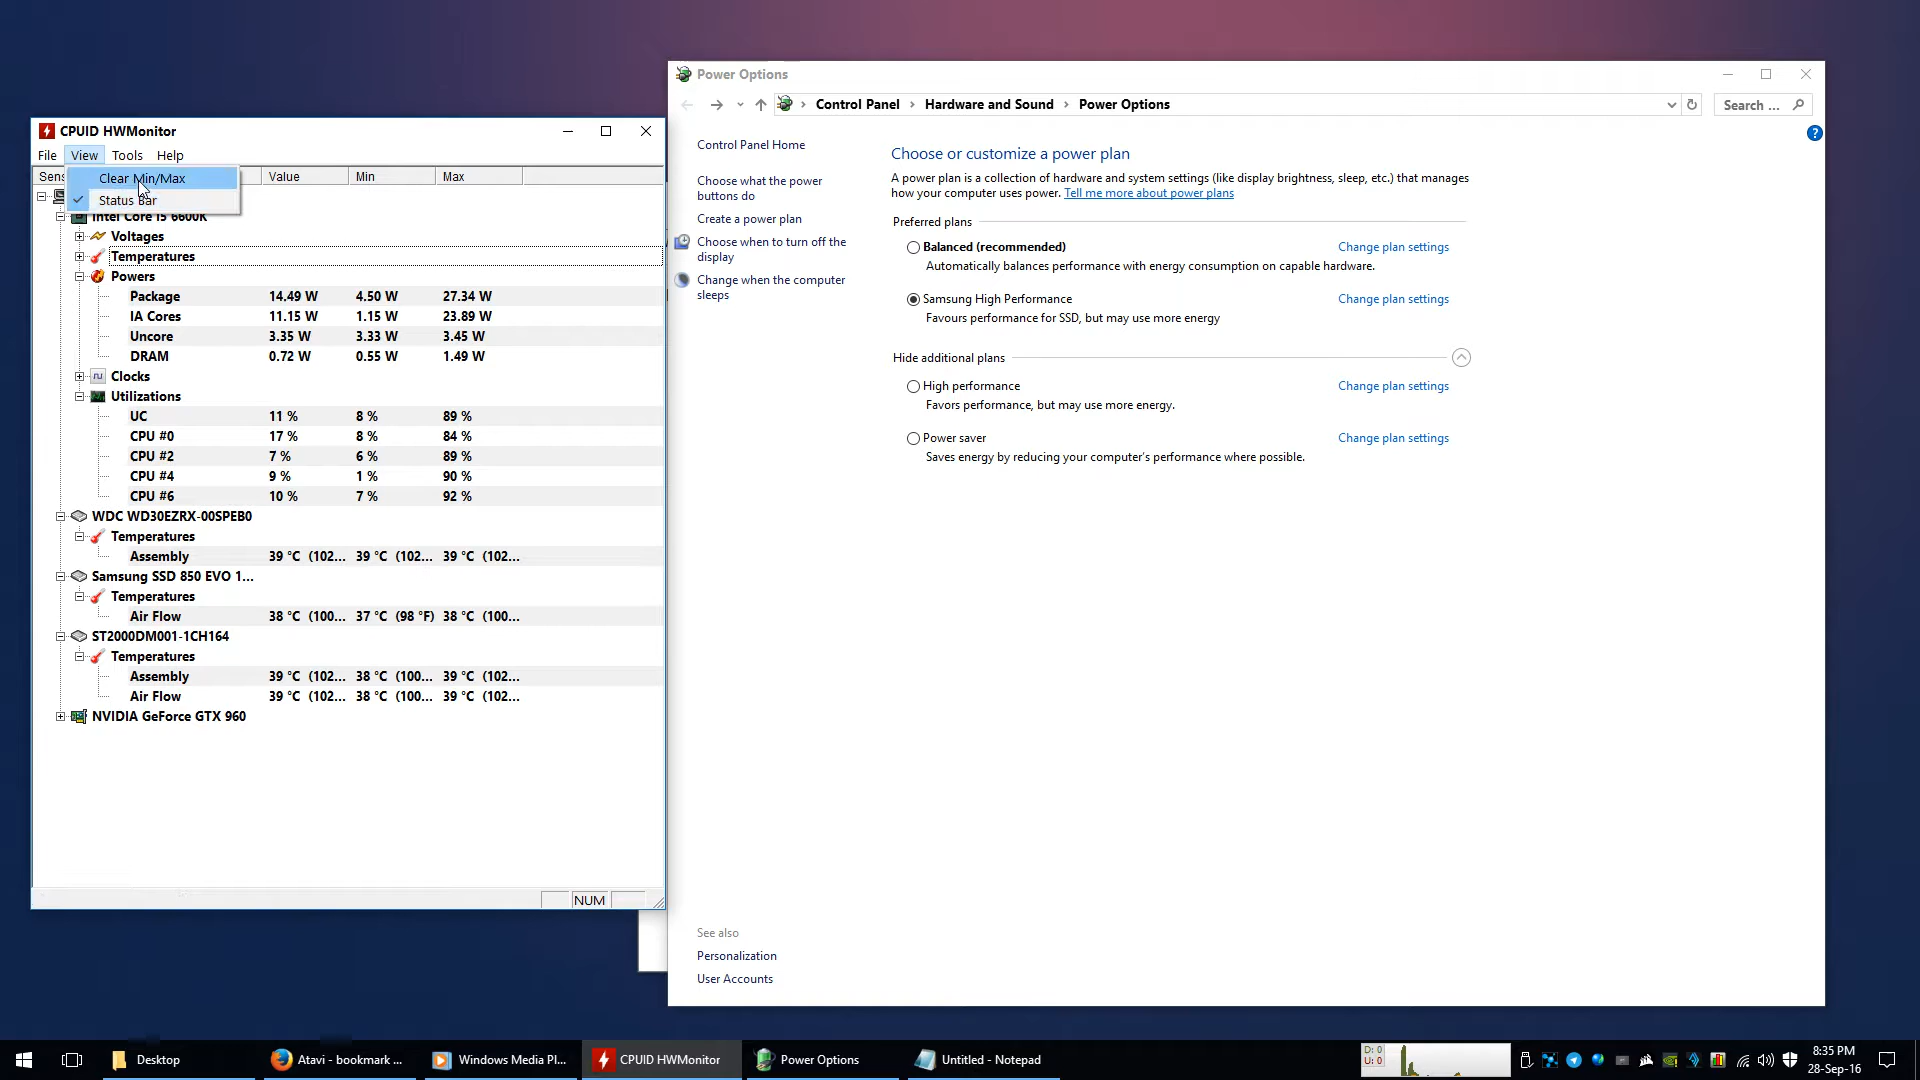 Power Options
Control Panel
Hardware and Sound
Power Options
Search ...
CPUID HWMonitor
File View Tools Help
Value Min Max
Clear Min/Max
Status Bar
Intel Core i5 6600K
Voltages
Temperatures
Powers
Package 14.49 W 4.50 W 27.34 W
IA Cores 11.15 W 1.15 W 23.89 W
Uncore 3.35 W 3.33 W 3.45 W
DRAM 0.72 W 0.55 W 1.49 W
Clocks
Utilizations
UC 11 % 8 % 89 %
CPU #0 17 % 8 % 84 %
CPU #2 7 % 6 % 89 %
CPU #4 9 % 1 % 90 %
CPU #6 10 % 7 % 92 %
WDC WD30EZRX-00SPEB0
Temperatures
Assembly 39 °C (102... 39 °C (102... 39 °C (102...
Samsung SSD 850 EVO 1...
Temperatures
Air Flow 38 °C (100... 37 °C (98 °F) 38 °C (100...
ST2000DM001-1CH164
Temperatures
Assembly 39 °C (102... 38 °C (100... 39 °C (102...
Air Flow 39 °C (102... 38 °C (100... 39 °C (102...
NVIDIA GeForce GTX 960
NUM
Control Panel Home
Choose what the power
buttons do
Create a power plan
Choose when to turn off the
display
Change when the computer
sleeps
Choose or customize a power plan
A power plan is a collection of hardware and system settings (like display brightness, sleep, etc.) that manages
how your computer uses power. Tell me more about power plans
Preferred plans
Balanced (recommended) Change plan settings
Automatically balances performance with energy consumption on capable hardware.
Samsung High Performance Change plan settings
Favours performance for SSD, but may use more energy
Hide additional plans
High performance Change plan settings
Favors performance, but may use more energy.
Power saver Change plan settings
Saves energy by reducing your computer's performance where possible.
See also
Personalization
User Accounts
Desktop
Atavi - bookmark ...
Windows Media Pl...
CPUID HWMonitor
Power Options
Untitled - Notepad
D: 0
U: 0
8:35 PM
28-Sep-16